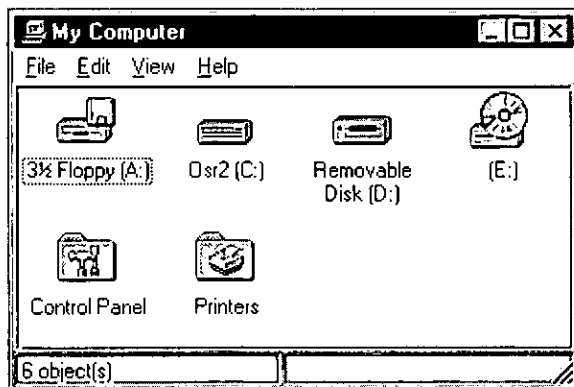 My Computer
File Edit View Help
3½ Floppy (A:) Osr2 (C:) Removable Disk (D:) (E:)
Control Panel Printers
6 object(s)